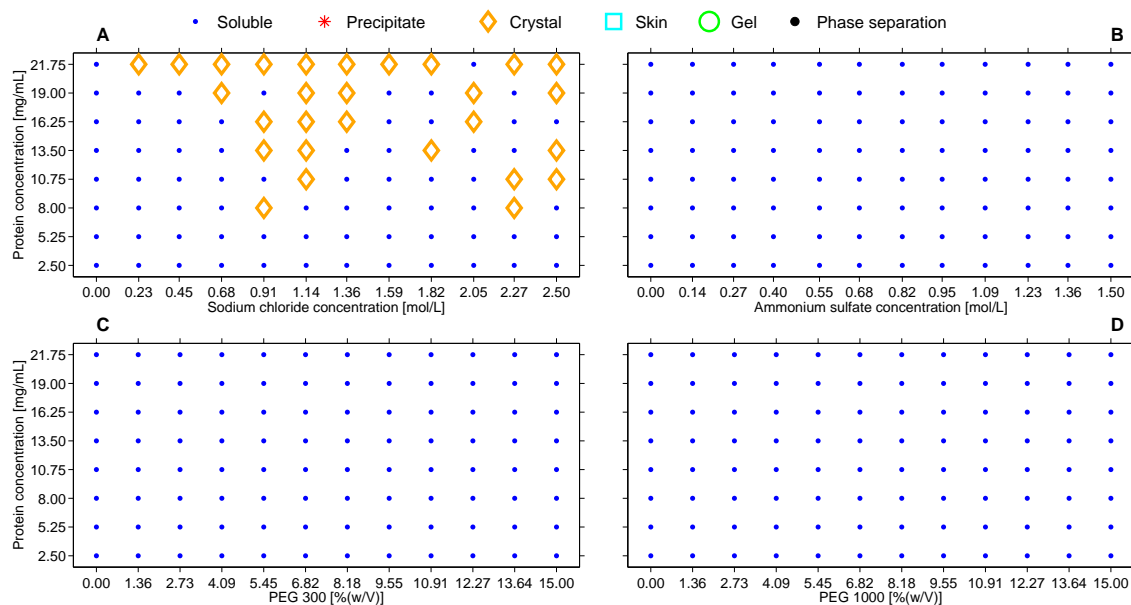 Soluble Precipitate Crystal Skin Gel Phase separation
A
Protein concentration [mg/mL]
21.75
19.00
16.25
13.50
10.75
8.00
5.25
2.50
0.00 0.23 0.45 0.68 0.91 1.14 1.36 1.59 1.82 2.05 2.27 2.50
Sodium chloride concentration [mol/L]
B
0.00 0.14 0.27 0.40 0.55 0.68 0.82 0.95 1.09 1.23 1.36 1.50
Ammonium sulfate concentration [mol/L]
C
Protein concentration [mg/mL]
21.75
19.00
16.25
13.50
10.75
8.00
5.25
2.50
0.00 1.36 2.73 4.09 5.45 6.82 8.18 9.55 10.91 12.27 13.64 15.00
PEG 300 [%(w/V)]
D
0.00 1.36 2.73 4.09 5.45 6.82 8.18 9.55 10.91 12.27 13.64 15.00
PEG 1000 [%(w/V)]